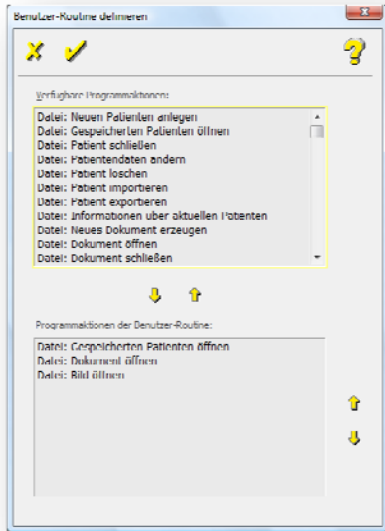 Benutzer-Routine definieren
Verfügbare Programmaktionen:
Datei: Neuen Patienten anlegen
Datei: Gespeicherten Patienten öffnen
Datei: Patient schließen
Datei: Patientendaten ändern
Datei: Patient löschen
Datei: Patient importieren
Datei: Patient exportieren
Datei: Informationen über aktuellen Patienten
Datei: Neues Dokument erzeugen
Datei: Dokument öffnen
Datei: Dokument schließen
Programmaktionen der Benutzer-Routine:
Datei: Gespeicherten Patienten öffnen
Datei: Dokument öffnen
Datei: Bild öffnen